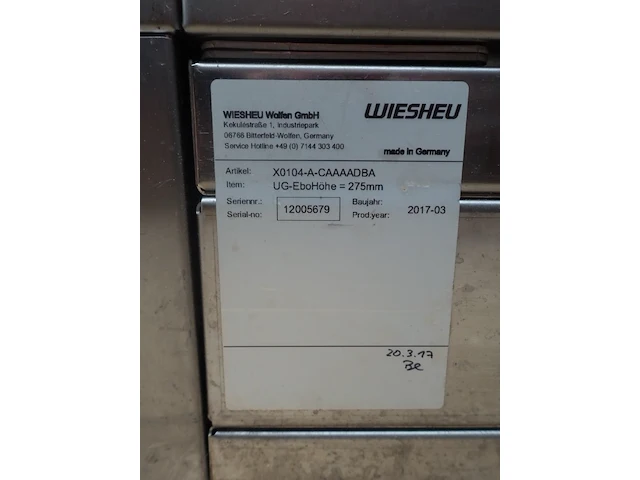 WIESHEU Wolfen GmbH
Kekuléstraße 1, Industriepark
06766 Bitterfeld-Wolfen, Germany
Service Hotline +49 (0) 7144 303 400
WIESHEU
made in Germany
Artikel: X0104-A-CAAAADBA
Item: UG-EboHöhe = 275mm
Seriennr.: Baujahr:
Serial-no: 12005679 Prod.year: 2017-03
20.3.17
Be